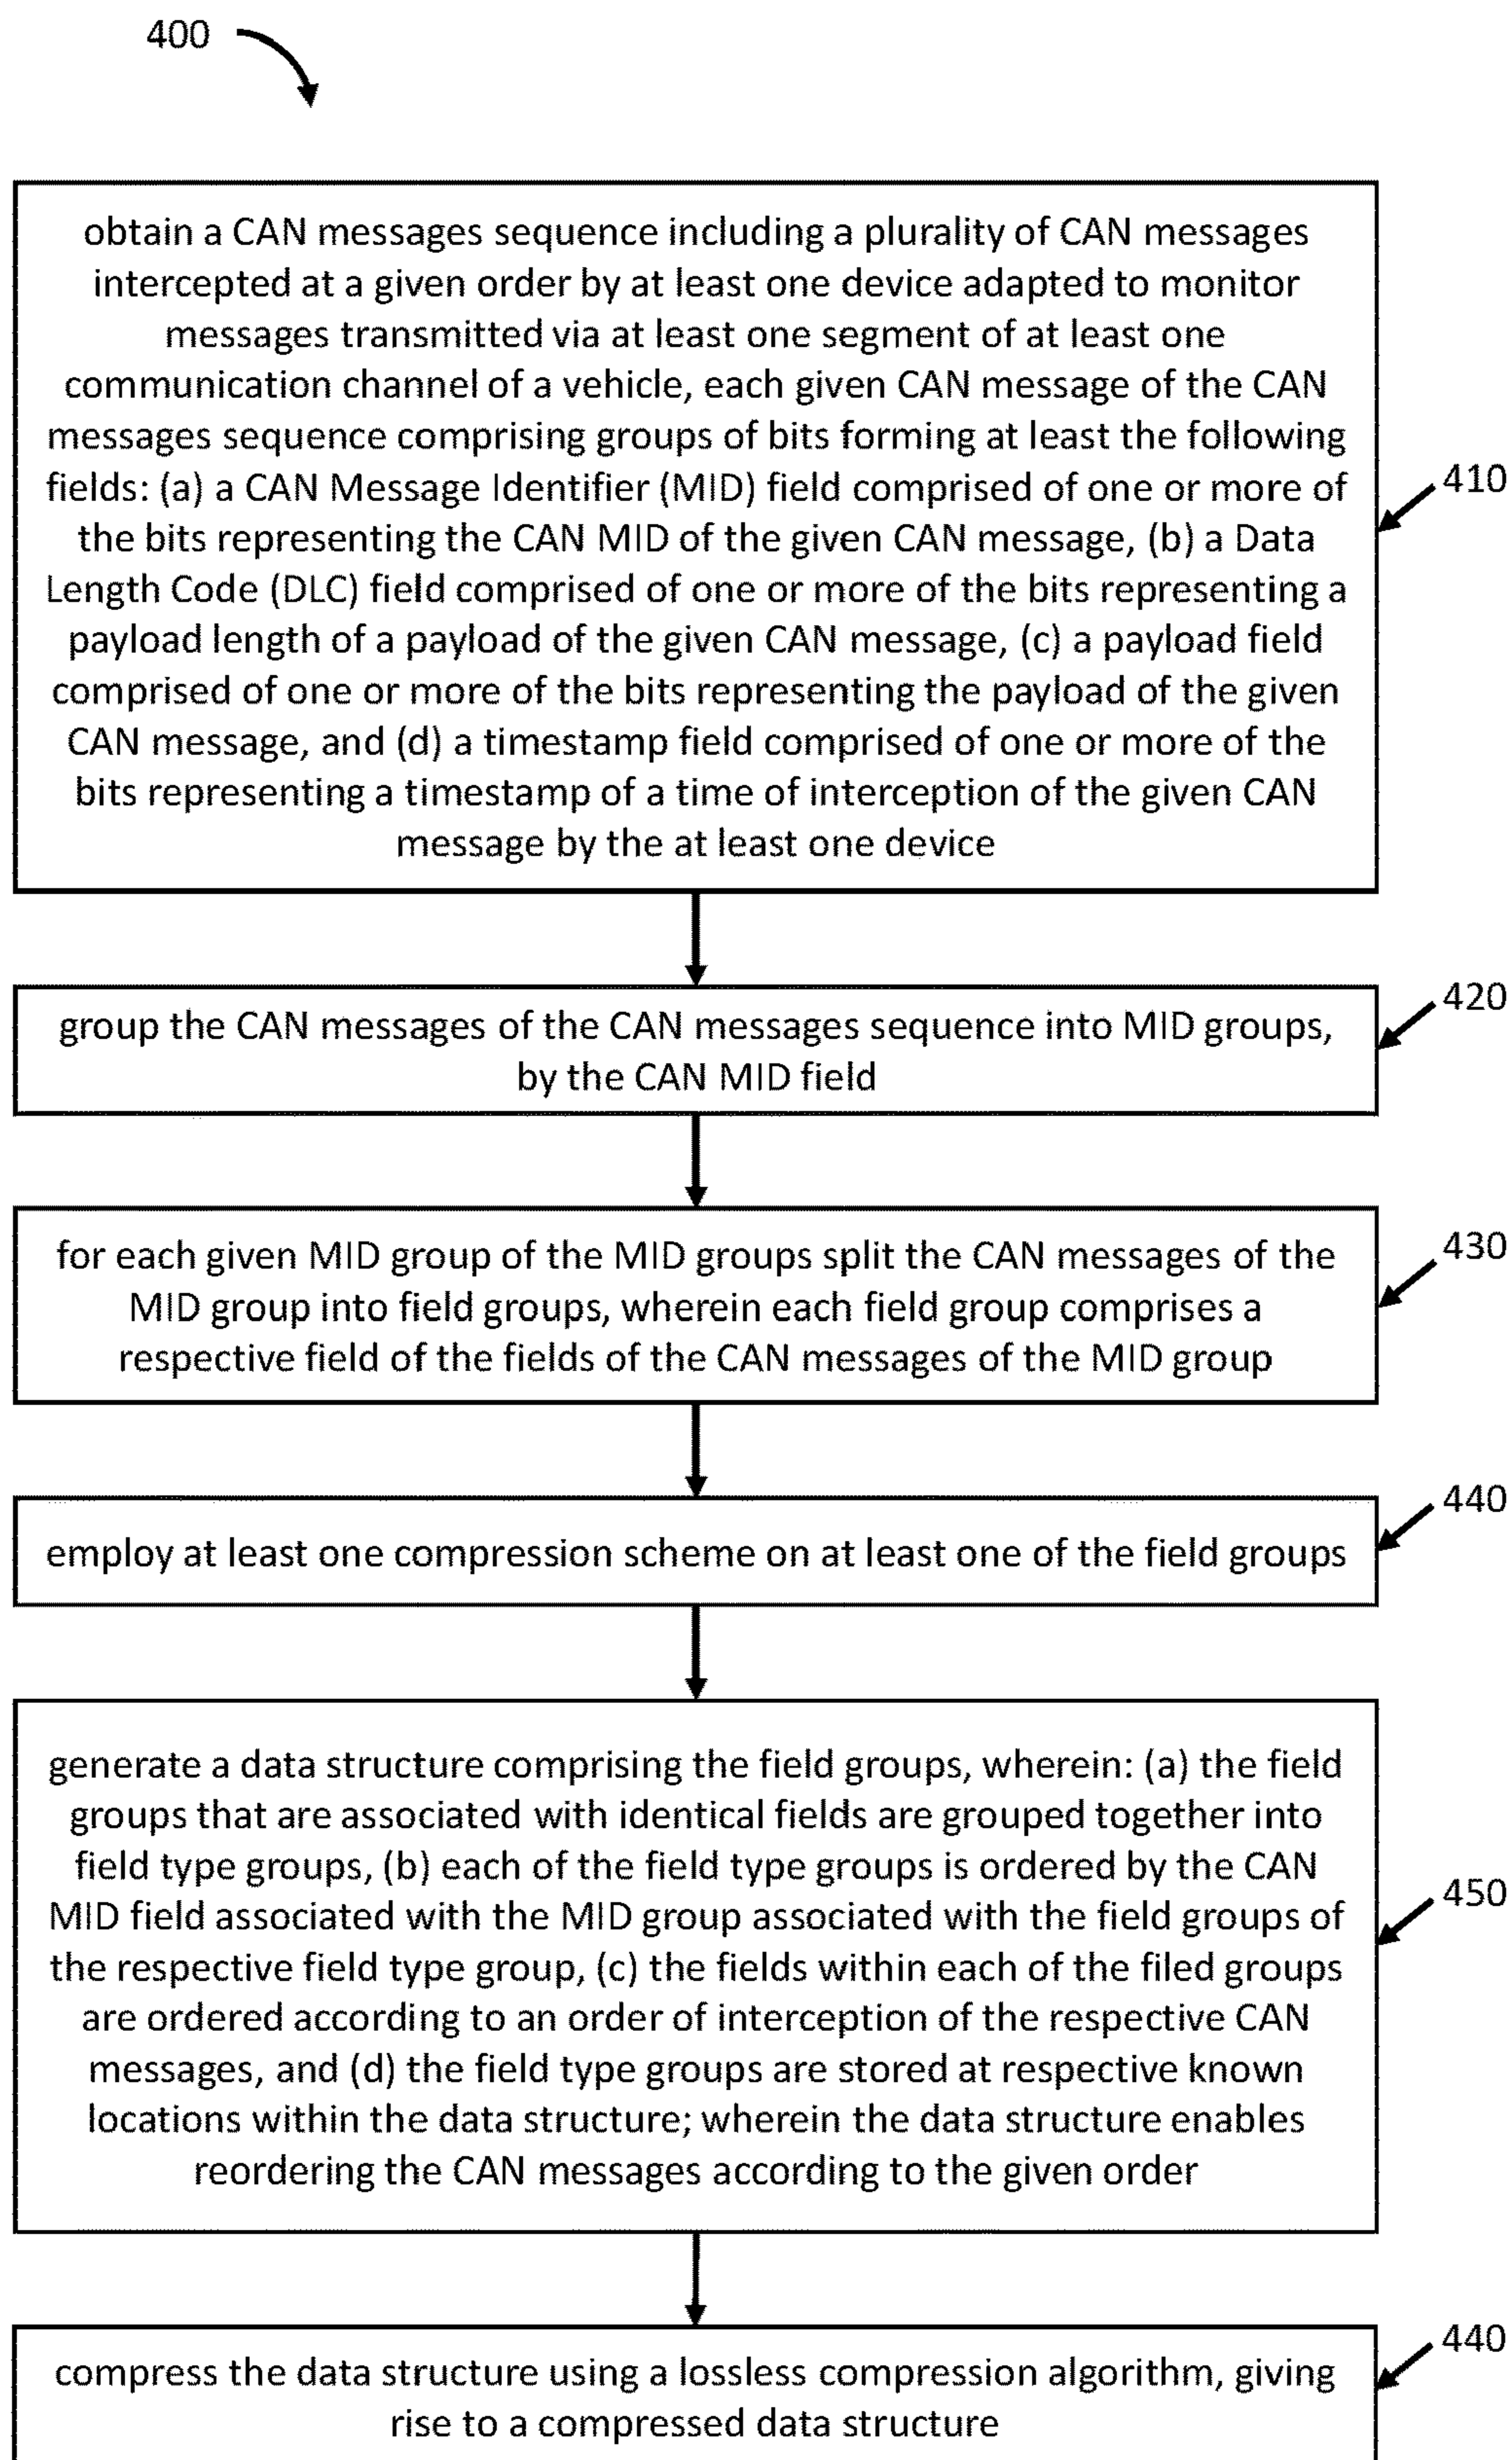 400
obtain a CAN messages sequence including a plurality of CAN messages
intercepted at a given order by at least one device adapted to monitor
messages transmitted via at least one segment of at least one
communication channel of a vehicle, each given CAN message of the CAN
messages sequence comprising groups of bits forming at least the following
fields: (a) a CAN Message Identifier (MID) field comprised of one or more of
the bits representing the CAN MID of the given CAN message, (b) a Data
Length Code (DLC) field comprised of one or more of the bits representing a
payload length of a payload of the given CAN message, (c) a payload field
comprised of one or more of the bits representing the payload of the given
CAN message, and (d) a timestamp field comprised of one or more of the
bits representing a timestamp of a time of interception of the given CAN
message by the at least one device
410
group the CAN messages of the CAN messages sequence into MID groups,
by the CAN MID field
420
for each given MID group of the MID groups split the CAN messages of the
MID group into field groups, wherein each field group comprises a
respective field of the fields of the CAN messages of the MID group
430
employ at least one compression scheme on at least one of the field groups
440
generate a data structure comprising the field groups, wherein: (a) the field
groups that are associated with identical fields are grouped together into
field type groups, (b) each of the field type groups is ordered by the CAN
MID field associated with the MID group associated with the field groups of
the respective field type group, (c) the fields within each of the filed groups
are ordered according to an order of interception of the respective CAN
messages, and (d) the field type groups are stored at respective known
locations within the data structure; wherein the data structure enables
reordering the CAN messages according to the given order
450
compress the data structure using a lossless compression algorithm, giving
rise to a compressed data structure
440